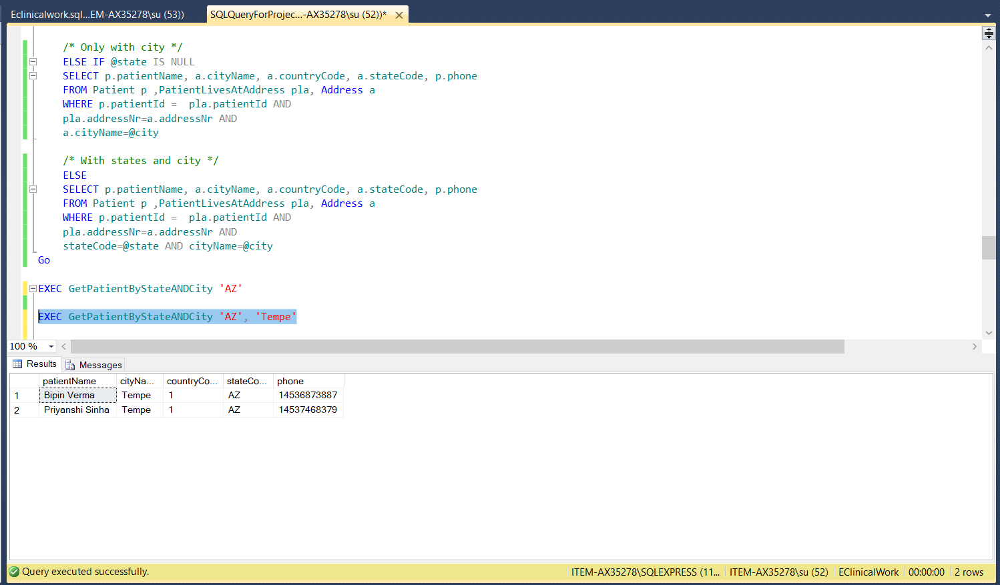 Eclinicalwork.sql...EM-AX35278\su (53)) SQLQueryForProjec...-AX35278\su (52))*
/* Only with city */
ELSE IF @state IS NULL
SELECT p.patientName, a.cityName, a.countryCode, a.stateCode, p.phone
FROM Patient p ,PatientLivesAtAddress pla, Address a
WHERE p.patientId =  pla.patientId AND
pla.addressNr=a.addressNr AND
a.cityName=@city
/* With states and city */
ELSE
SELECT p.patientName, a.cityName, a.countryCode, a.stateCode, p.phone
FROM Patient p ,PatientLivesAtAddress pla, Address a
WHERE p.patientId =  pla.patientId AND
pla.addressNr=a.addressNr AND
stateCode=@state AND cityName=@city
Go
EXEC GetPatientByStateANDCity 'AZ'
EXEC GetPatientByStateANDCity 'AZ', 'Tempe'
100 %
Results Messages
patientName cityNa... countryCo... stateCo... phone
1 Bipin Verma Tempe 1 AZ 14536873887
2 Priyanshi Sinha Tempe 1 AZ 14537468379
Query executed successfully. ITEM-AX35278\SQLEXPRESS (11... ITEM-AX35278\su (52) EClinicalWork 00:00:00 2 rows